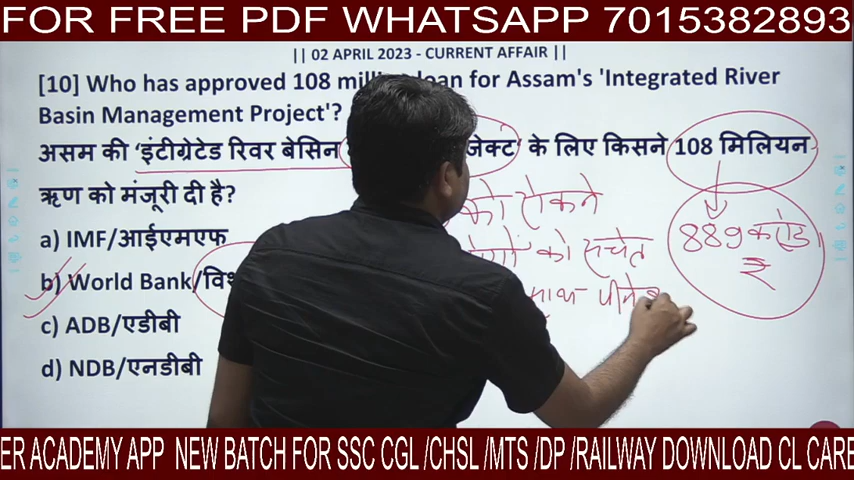 FOR FREE PDF WHATSAPP 7015382893
|| 02 APRIL 2023 - CURRENT AFFAIR ||
[10] Who has approved 108 loan for Assam's 'Integrated River
Basin Management Project'?
असम की ‘इंटीग्रेटेड रिवर बेसिन के लिए किसने 108 मिलियन
ऋण को मंजूरी दी है?
को रोकने
889 करोड़
₹
a) IMF/आईएमएफ
को सचेत
b) World Bank/
c) ADB/एडीबी
d) NDB/एनडीबी
ER ACADEMY APP NEW BATCH FOR SSC CGL /CHSL /MTS /DP /RAILWAY DOWNLOAD CL CARE